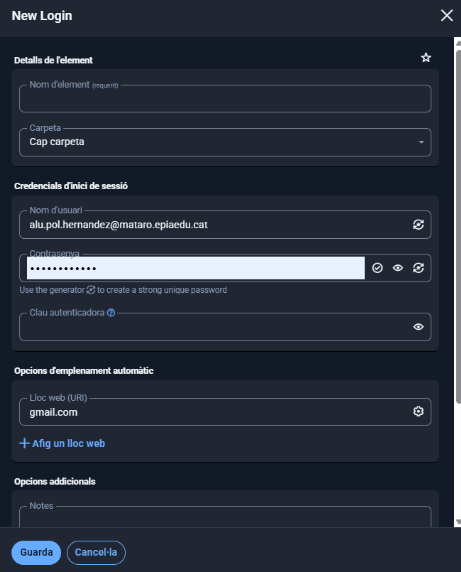 New Login
Detalls de l'element
Nom d'element (requerit)
Carpeta
Cap carpeta
Credencials d'inici de sessió
Nom d'usuari
alu.pol.hernandez@mataro.epiaedu.cat
Contrasenya
••••••••••••
Use the generator to create a strong unique password
Clau autenticadora
Opcions d'emplenament automàtic
Lloc web (URI)
gmail.com
+ Afig un lloc web
Opcions addicionals
Notes
Guarda
Cancel·la